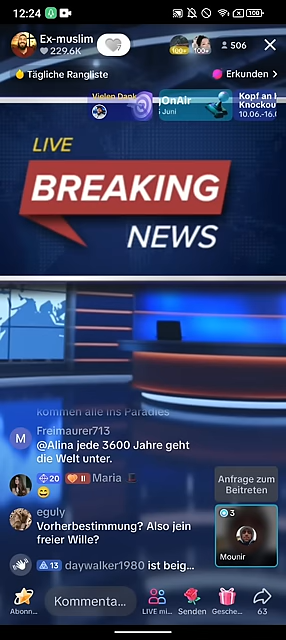 12:24
100
Ex-muslim
229.6K
100+
506
Tägliche Rangliste
Erkunden >
Vielen Dank
OnAir
Juni
Kopf an
Knockou
10.06.-16.
LIVE
BREAKING
NEWS
kommen alle ins Paradies
M Freimaurer713
@Alina jede 3600 Jahre geht
die Welt unter.
20 II Maria
eguly
Vorherbestimmung? Also jein
freier Wille?
13 daywalker1980 ist beig...
Anfrage zum
Beitreten
3
Mounir
Abonn...
Kommenta...
LIVE mi...
Senden
Gesche...
63